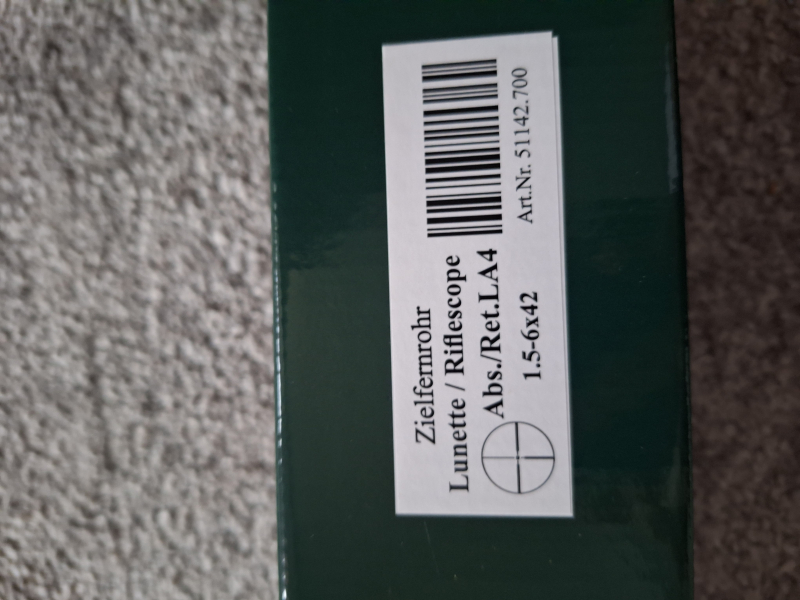 Zielfernrohr
Lunette / Riflescope
Abs./Ret.LA4
1.5-6x42
Art.Nr. 51142.700